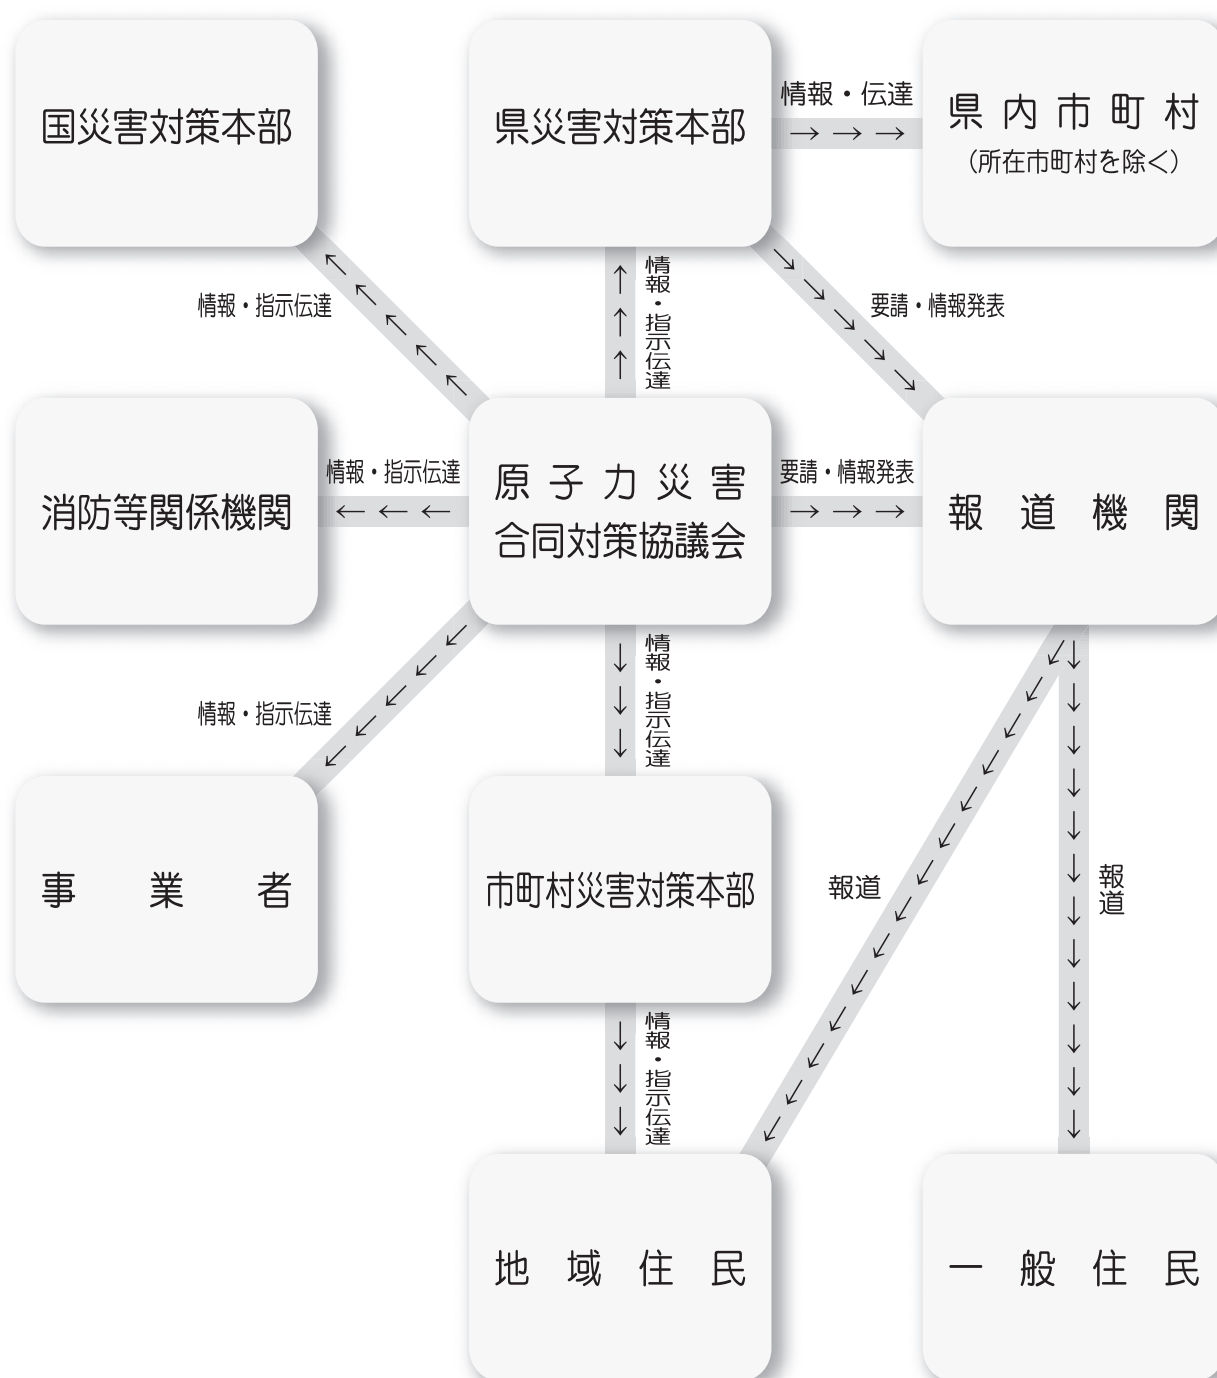 国災害対策本部
県災害対策本部
情報・伝達
県内市町村
（所在市町村を除く）
情報・指示伝達
情報・指示伝達
要請・情報発表
消防等関係機関
情報・指示伝達
原子力災害
合同対策協議会
要請・情報発表
報道機関
情報・指示伝達
情報・指示伝達
事業者
市町村災害対策本部
報道
報道
情報・指示伝達
地域住民
一般住民